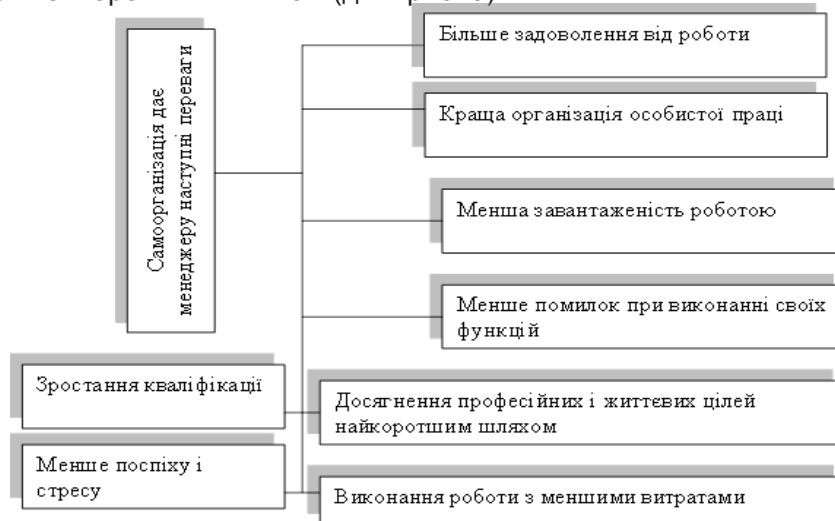 Самоорганізація дає
менеджеру наступні переваги
Більше задоволення від роботи
Краща організація особистої праці
Менша завантаженість роботою
Менше помилок при виконанні своїх
функцій
Зростання кваліфікації
Досягнення професійних і життєвих цілей
найкоротшим шляхом
Менше поспіху і
стресу
Виконання роботи з меншими витратами